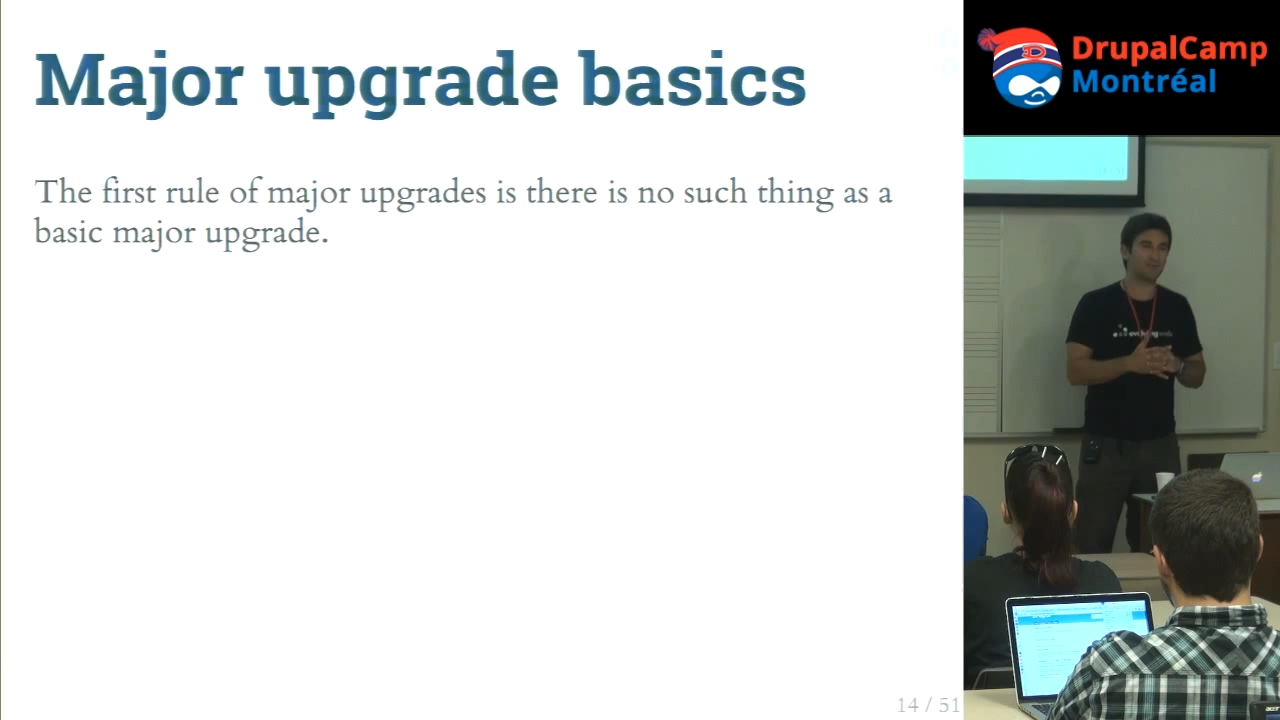 Major upgrade basics
The first rule of major upgrades is there is no such thing as a
basic major upgrade.
14 / 51
DrupalCamp
Montréal
acer